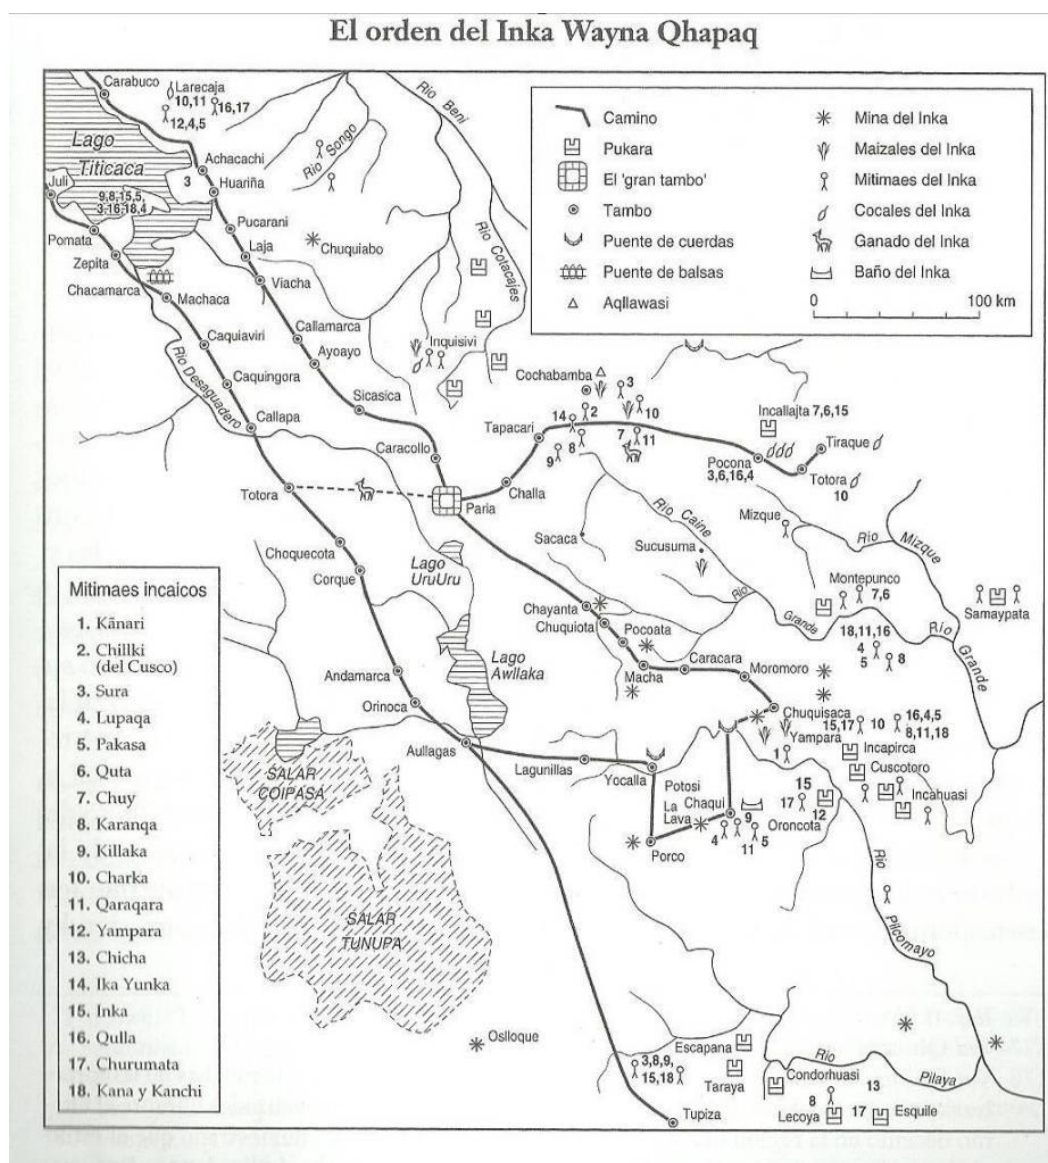 El orden del Inka Wayna Qhapaq
Camino
Pukara
El 'gran tambo'
Tambo
Puente de cuerdas
Puente de balsas
Aqllawasi
Mina del Inka
Maizales del Inka
Mitimaes del Inka
Cocales del Inka
Ganado del Inka
Baño del Inka
0 100 km
Carabuco
Larecaja
10,11
16,17
12,4,5
Rio Beni
Lago
Titicaca
Rio Songo
Achacachi
3
Huariña
Juli
9,8,15,5,
3,16,18,4
Pomata
Pucarani
Laja
Chuquiabo
Rio Cotacajes
Zepita
Viacha
Chacamarca
Machaca
Caquiaviri
Callamarca
Ayoayo
Inquisivi
Rio Desaguadero
Caquingora
Sicasica
Cochabamba
3
Callapa
14
2
10
Incallajta 7,6,15
Tapacari
8
7
11
Caracollo
9
Tiraque
Pocona
3,6,16,4
Totora
10
Totora
Paria
Challa
Rio Caine
Mizque
Rio Mizque
Sacaca
Sucusuma
Choquecota
Corque
Lago
UruUru
Rio
Grande
Montepunco
7,6
Samaypata
Rio
Grande
Chayanta
Chuquiota
Pocoata
18,11,16
4
5
8
Lago
Awllaka
Macha
Caracara
Moromoro
Andamarca
Orinoca
Chuquisaca
15,17
10
16,4,5
8,11,18
Yampara
1
Incapirca
Aullagas
Lagunillas
Yocalla
Cuscotoro
SALAR
COIPASA
Potosi
La
Lava
Chaqui
9
15
17
12
Incahuasi
Oroncota
4
11
5
Porco
Rio
Pilcomayo
SALAR
TUNUPA
Oslloque
3,8,9,
15,18
Escapana
Taraya
Rio
Pilaya
Condorhuasi
13
8
Lecoya
17
Esquile
Tupiza
Mitimaes incaicos
1. Kãnari
2. Chillki
(del Cusco)
3. Sura
4. Lupaqa
5. Pakasa
6. Quta
7. Chuy
8. Karanqa
9. Killaka
10. Charka
11. Qaraqara
12. Yampara
13. Chicha
14. Ika Yunka
15. Inka
16. Qulla
17. Churumata
18. Kana y Kanchi